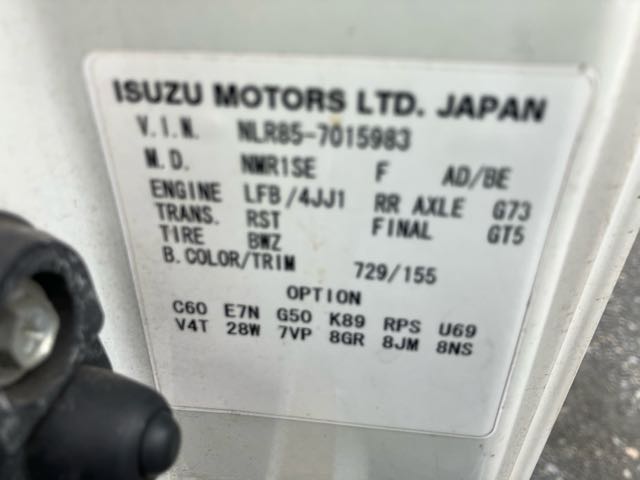 ISUZU MOTORS LTD. JAPAN
V.I.N. NLR85-7015983
M.D. NMR1SE F AD/BE
ENGINE LFB/4JJ1 RR AXLE G73
TRANS. RST FINAL GT5
TIRE BWZ
B.COLOR/TRIM 729/155
OPTION
C60 E7N G50 K89 RPS U69
V4T 28W 7VP 8GR 8JM 8NS